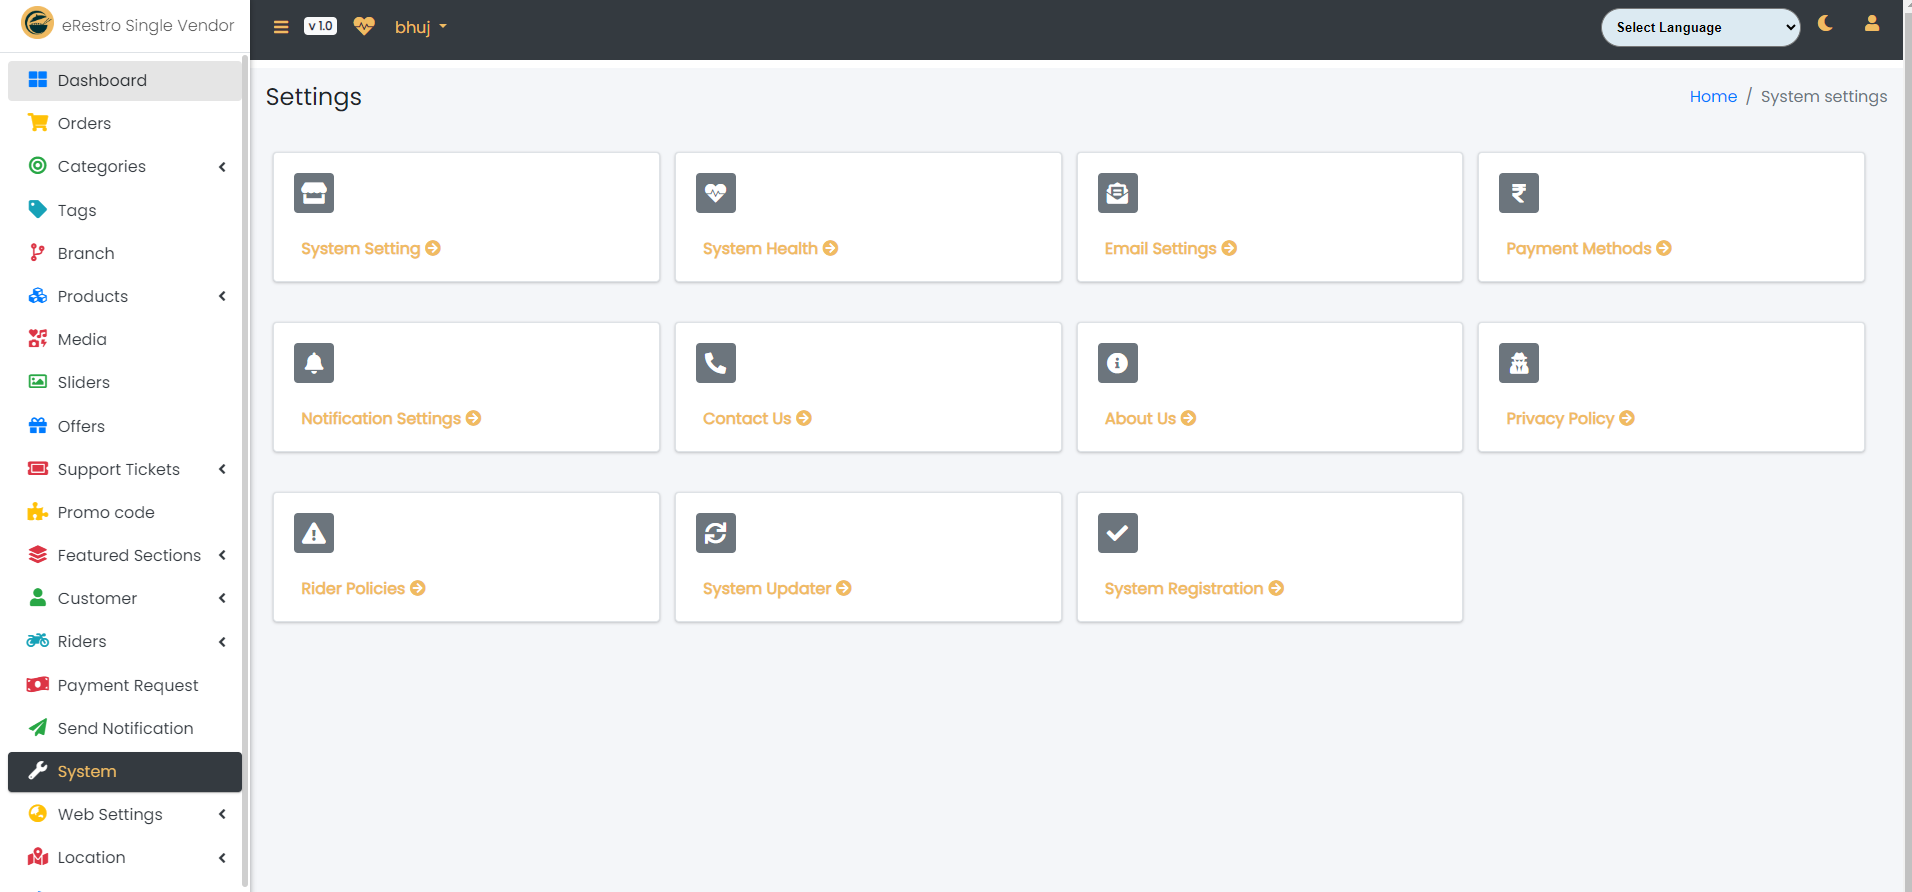 eRestro Single Vendor
v 1.0
bhuj
Select Language
Dashboard
Orders
Categories
Tags
Branch
Products
Media
Sliders
Offers
Support Tickets
Promo code
Featured Sections
Customer
Riders
Payment Request
Send Notification
System
Web Settings
Location
Settings
Home / System settings
System Setting
System Health
Email Settings
Payment Methods
Notification Settings
Contact Us
About Us
Privacy Policy
Rider Policies
System Updater
System Registration